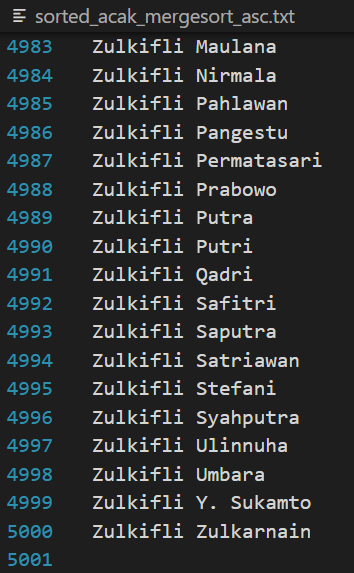 sorted_acak_mergesort_asc.txt
4983 Zulkifli Maulana
4984 Zulkifli Nirmala
4985 Zulkifli Pahlawan
4986 Zulkifli Pangestu
4987 Zulkifli Permatasari
4988 Zulkifli Prabowo
4989 Zulkifli Putra
4990 Zulkifli Putri
4991 Zulkifli Qadri
4992 Zulkifli Safitri
4993 Zulkifli Saputra
4994 Zulkifli Satriawan
4995 Zulkifli Stefani
4996 Zulkifli Syahputra
4997 Zulkifli Ulinnuha
4998 Zulkifli Umbara
4999 Zulkifli Y. Sukamto
5000 Zulkifli Zulkarnain
5001